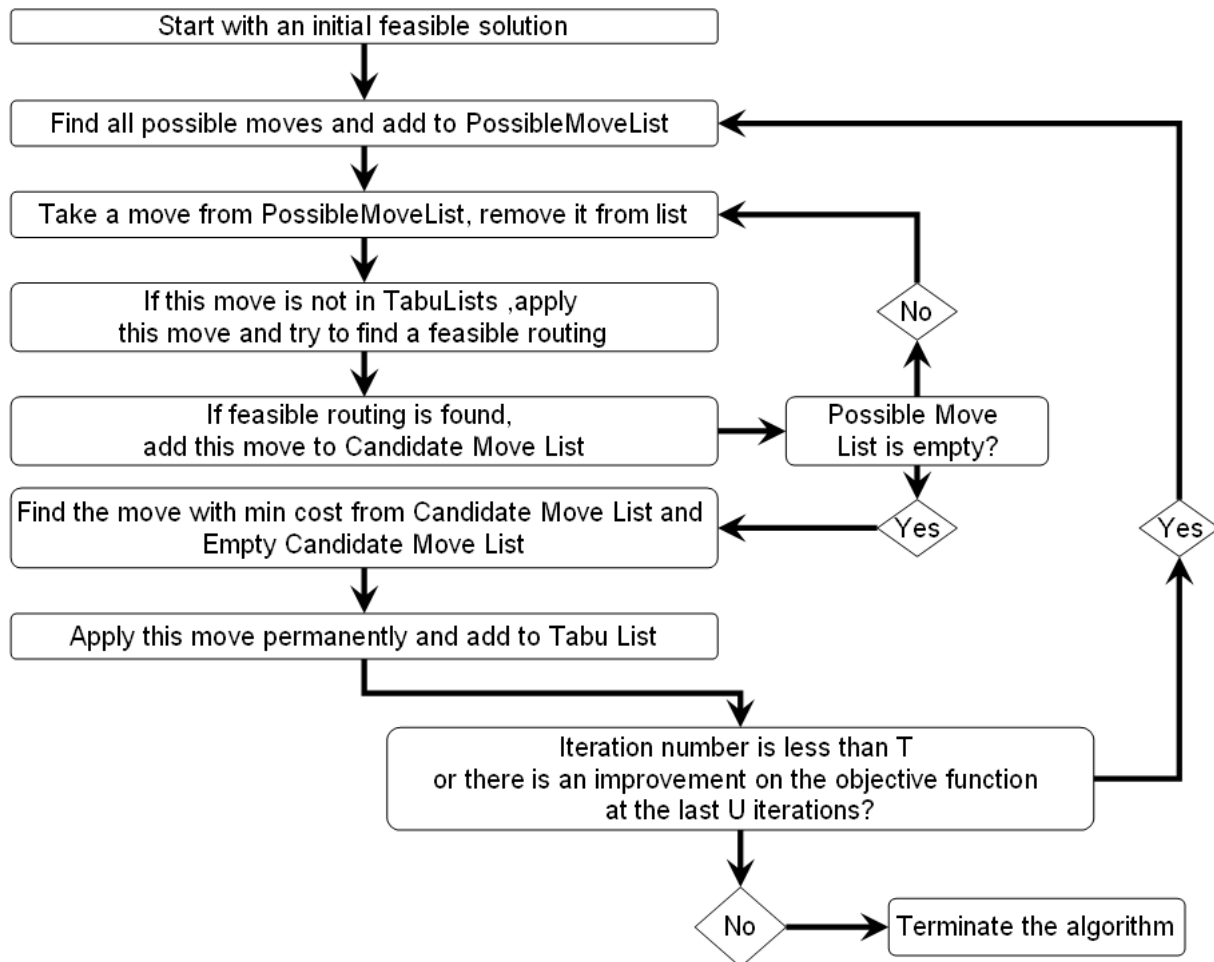 Start with an initial feasible solution
Find all possible moves and add to PossibleMoveList
Take a move from PossibleMoveList, remove it from list
If this move is not in TabuLists ,apply
this move and try to find a feasible routing
No
If feasible routing is found,
add this move to Candidate Move List
Possible Move
List is empty?
Find the move with min cost from Candidate Move List and
Empty Candidate Move List
Yes
Yes
Apply this move permanently and add to Tabu List
Iteration number is less than T
or there is an improvement on the objective function
at the last U iterations?
No
Terminate the algorithm